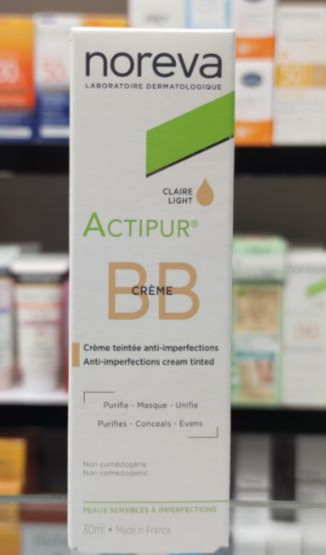 noreva
LABORATOIRE DERMATOLOGIQUE
CLAIRE
LIGHT
ACTIPUR®
BB
CRÈME
Crème teintée anti-imperfections
Anti-imperfections cream tinted
Purifie - Masque - Unifie
Purifies - Conceals - Evens
Non comédogène
Non comedogenic
PEAUX SENSIBLES À IMPERFECTIONS
30ml • Made in France